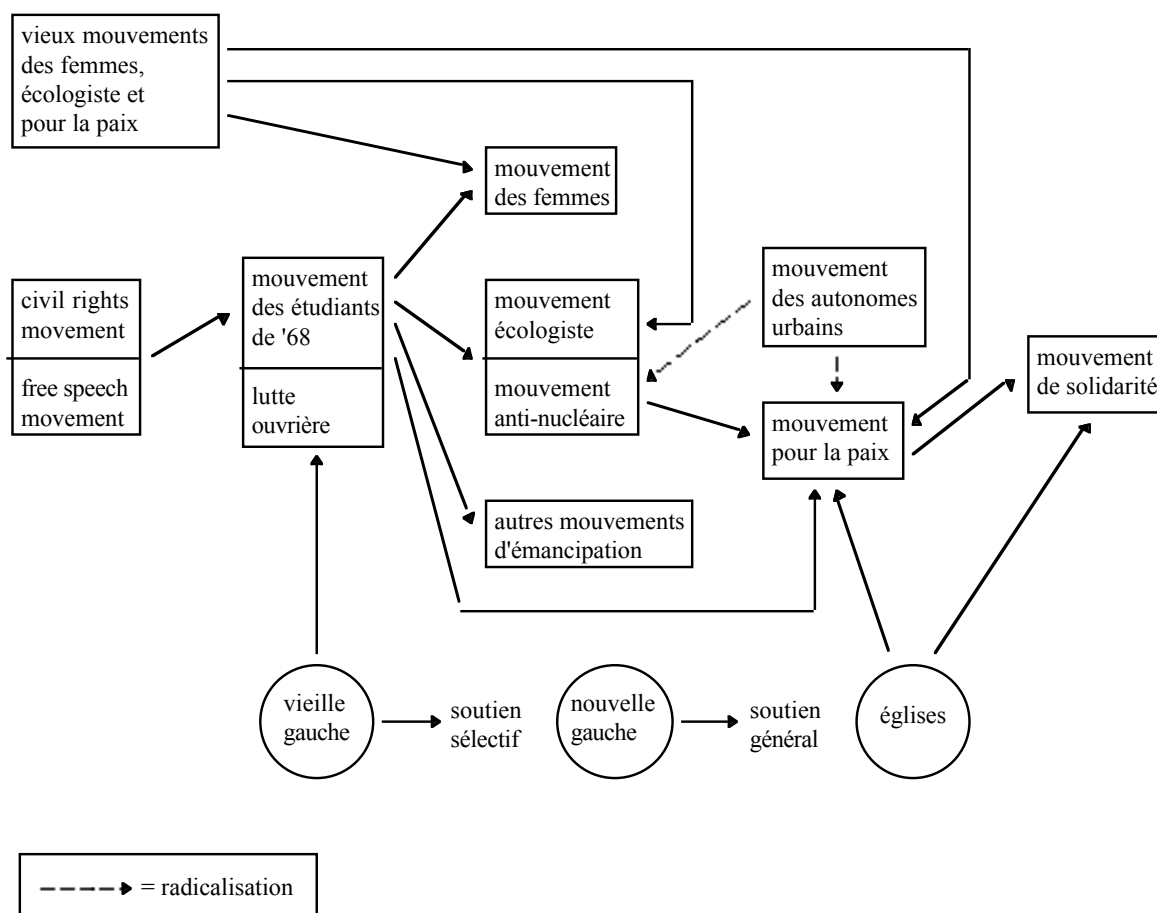 vieux mouvements
des femmes,
écologiste et
pour la paix
mouvement
des femmes
civil rights
movement
free speech
movement
mouvement
des étudiants
de '68
lutte
ouvrière
mouvement
écologiste
mouvement
anti-nucléaire
mouvement
des autonomes
urbains
mouvement
pour la paix
mouvement
de solidarité
autres mouvements
d'émancipation
vieille
gauche
soutien
sélectif
nouvelle
gauche
soutien
général
églises
= radicalisation